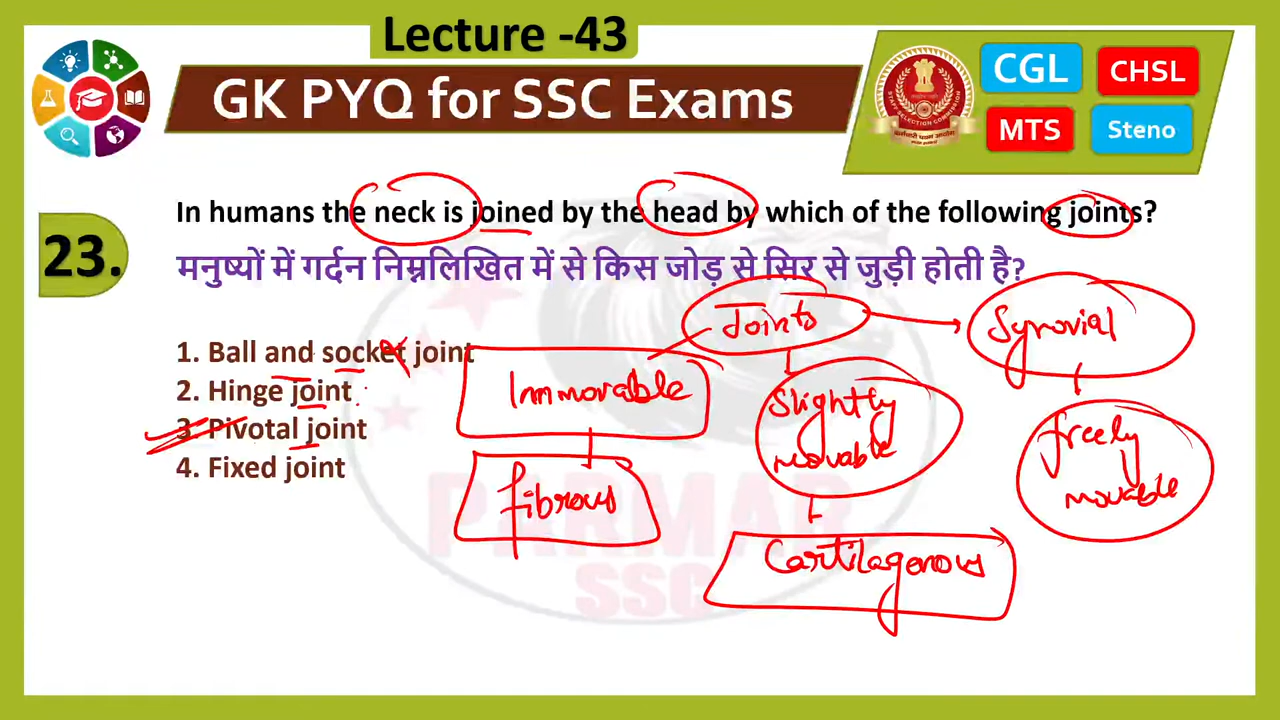 Lecture -43
GK PYQ for SSC Exams
CGL
CHSL
MTS
Steno
In humans the neck is joined by the head by which of the following joints?
23.
मनुष्यों में गर्दन निम्नलिखित में से किस जोड़ से सिर से जुड़ी होती है?
1. Ball and socket joint
2. Hinge joint
3. Pivotal joint
4. Fixed joint
Joints
Synovial
Immovable
Slightly
movable
freely
movable
fibrous
Cartilagenous
PARMAR
SSC